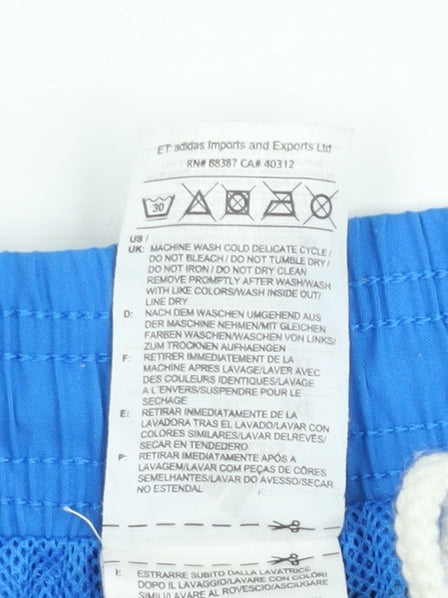 ET: adidas Imports and Exports Ltd
RN# 88387 CA# 40312
30
US /
UK: MACHINE WASH COLD DELICATE CYCLE /
DO NOT BLEACH / DO NOT TUMBLE DRY /
DO NOT IRON / DO NOT DRY CLEAN
REMOVE PROMPTLY AFTER WASH/WASH
WITH LIKE COLORS/WASH INSIDE OUT/
LINE DRY
D: NACH DEM WASCHEN UMGEHEND AUS
DER MASCHINE NEHMEN/MIT GLEICHEN
FARBEN WASCHEN/WASCHEN VON LINKS/
ZUM TROCKNEN AUFHAENGEN
F: RETIRER IMMEDIATEMENT DE LA
MACHINE APRES LAVAGE/LAVER AVEC
DES COULEURS IDENTIQUES/LAVAGE
A L'ENVERS/SUSPENDRE POUR LE
SECHAGE
E: RETIRAR INMEDIATAMENTE DE LA
LAVADORA TRAS EL LAVADO/LAVAR CON
COLORES SIMILARES/LAVAR DELREVÉS/
SECAR EN TENDEDERO
P: RETIRAR IMEDIATAMENTE APÓS A
LAVAGEM/LAVAR COM PEÇAS DE CÔRES
SEMELHANTES/LAVAR DO AVESSO/SECAR
NO ESTENDAL
I: ESTRARRE SUBITO DALLA LAVATRICE
DOPO IL LAVAGGIO/LAVARE CON COLORI
SIMILI/LAVARE AL ROVESCIO/ASCIUGARE